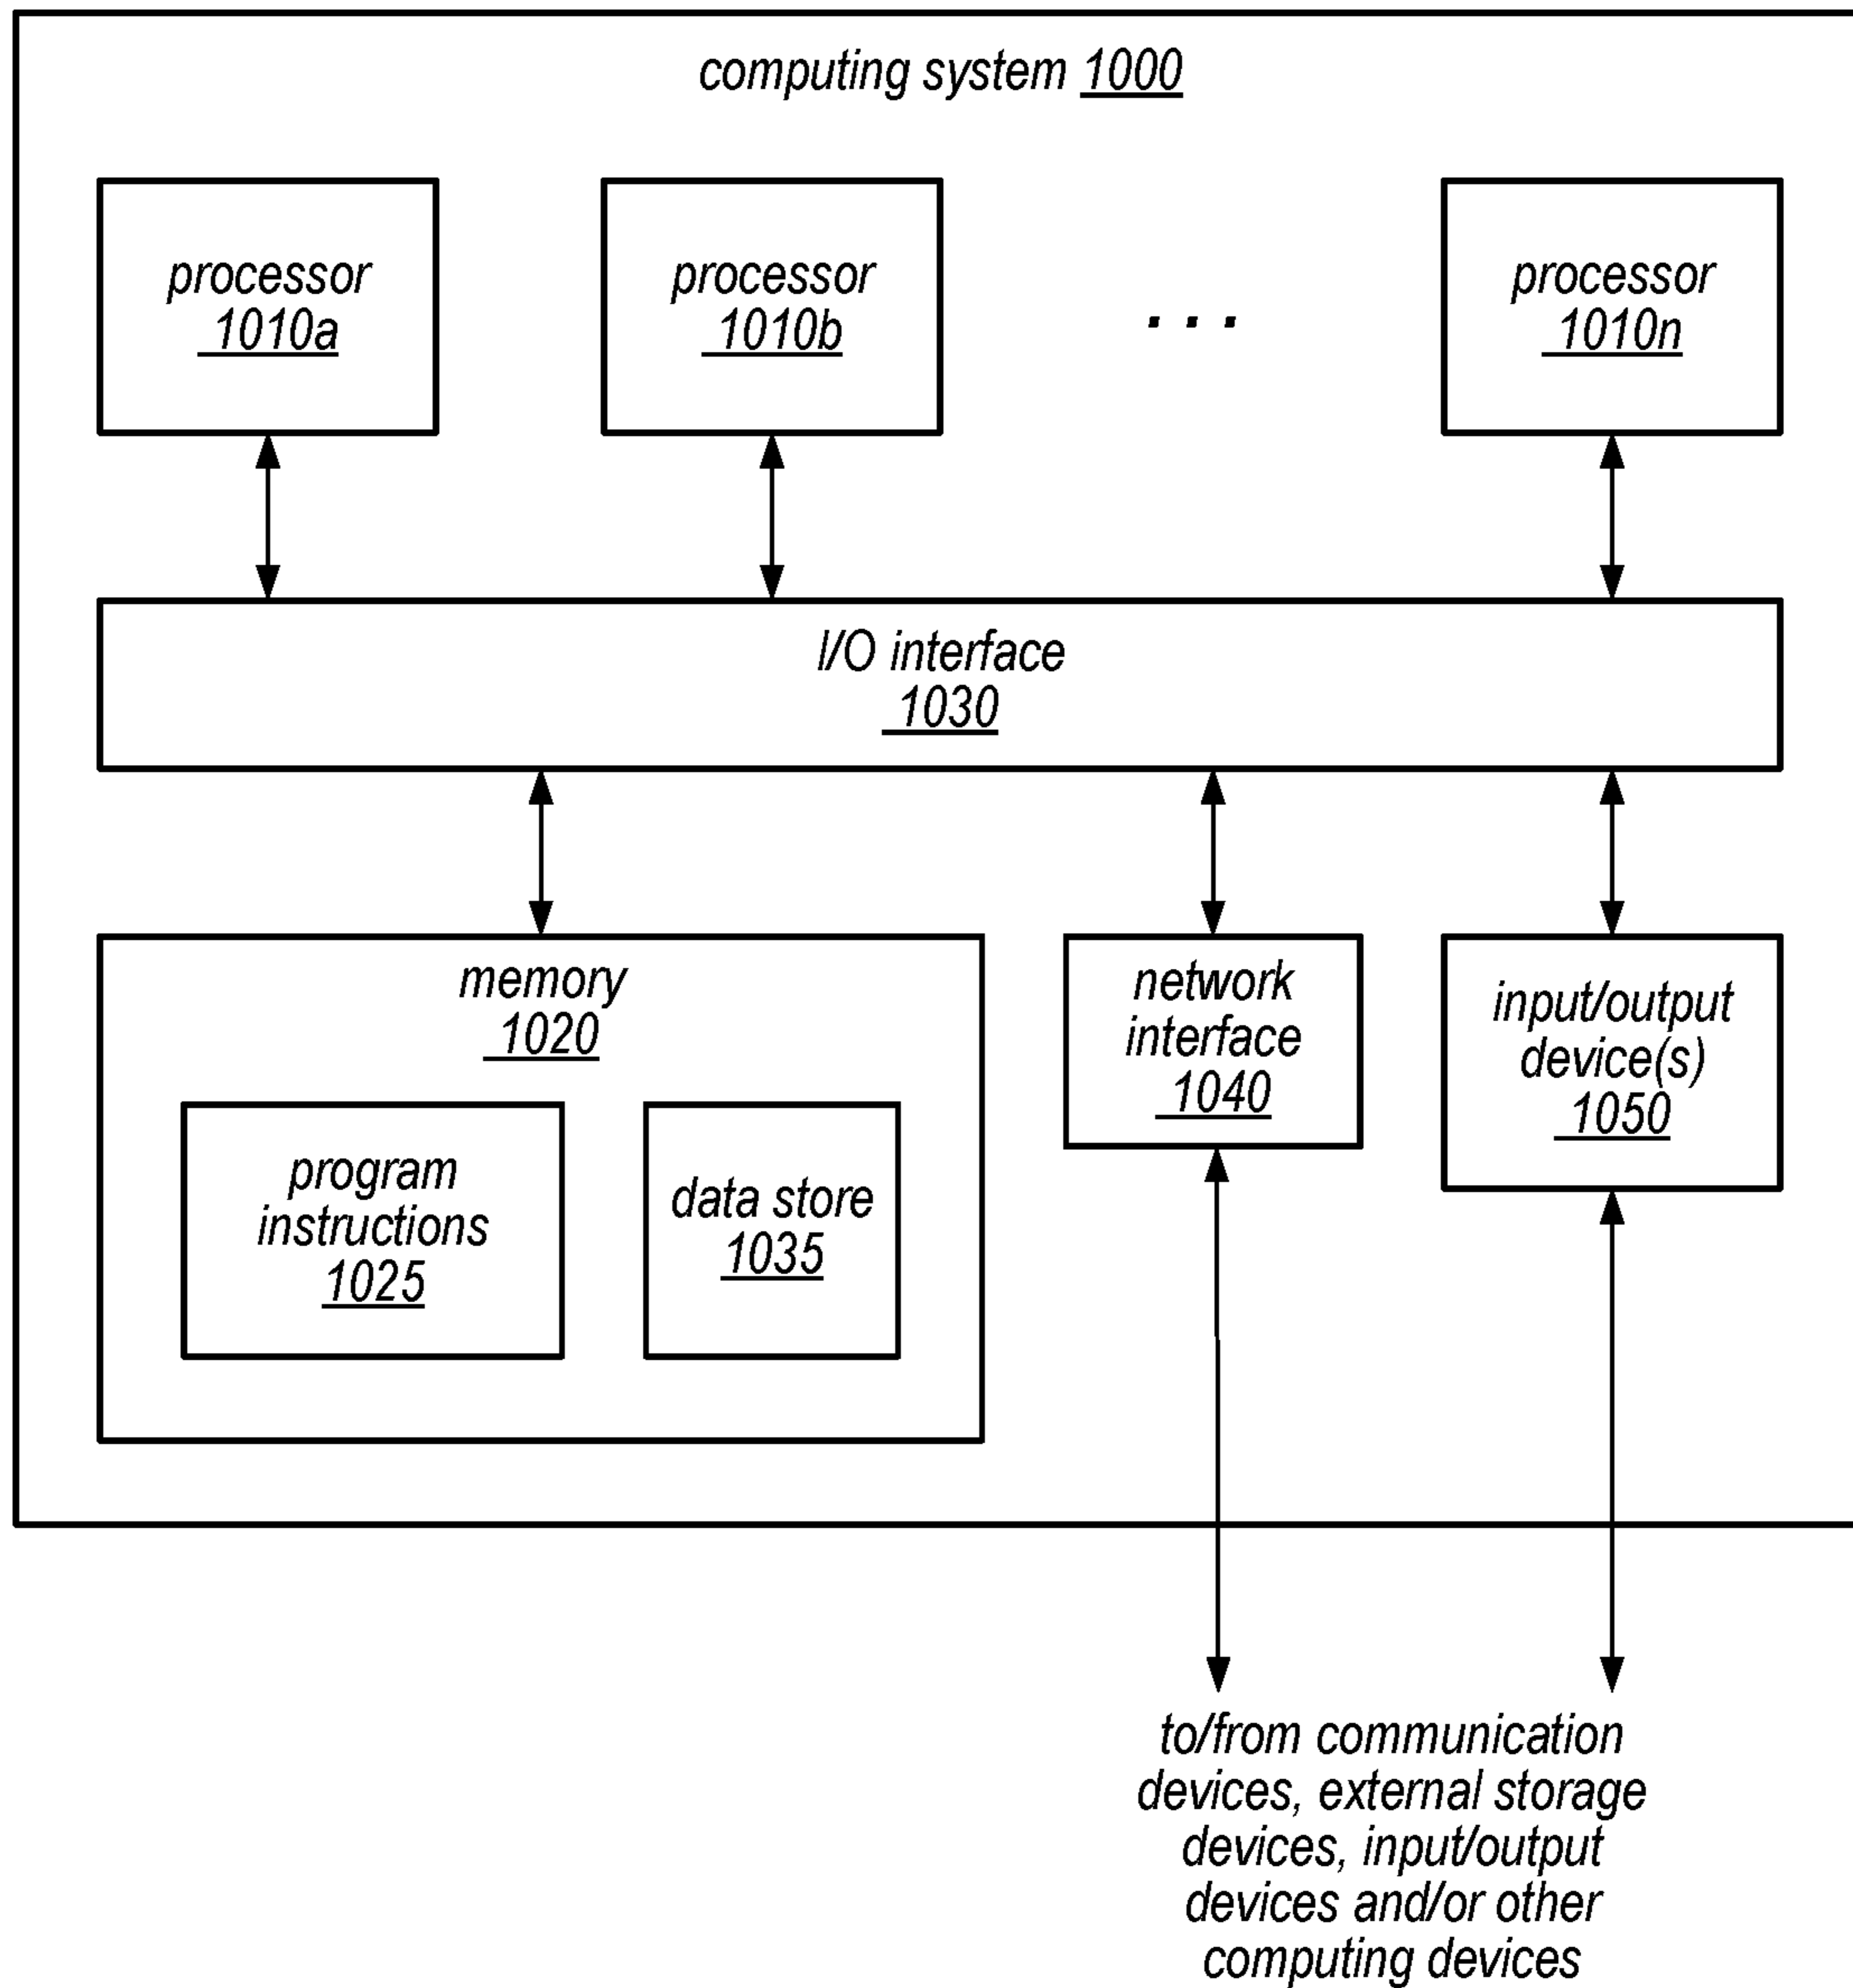 computing system 1000
processor
1010a
processor
1010b
. . .
processor
1010n
I/O interface
1030
memory
1020
program
instructions
1025
data store
1035
network
interface
1040
input/output
device(s)
1050
to/from communication
devices, external storage
devices, input/output
devices and/or other
computing devices